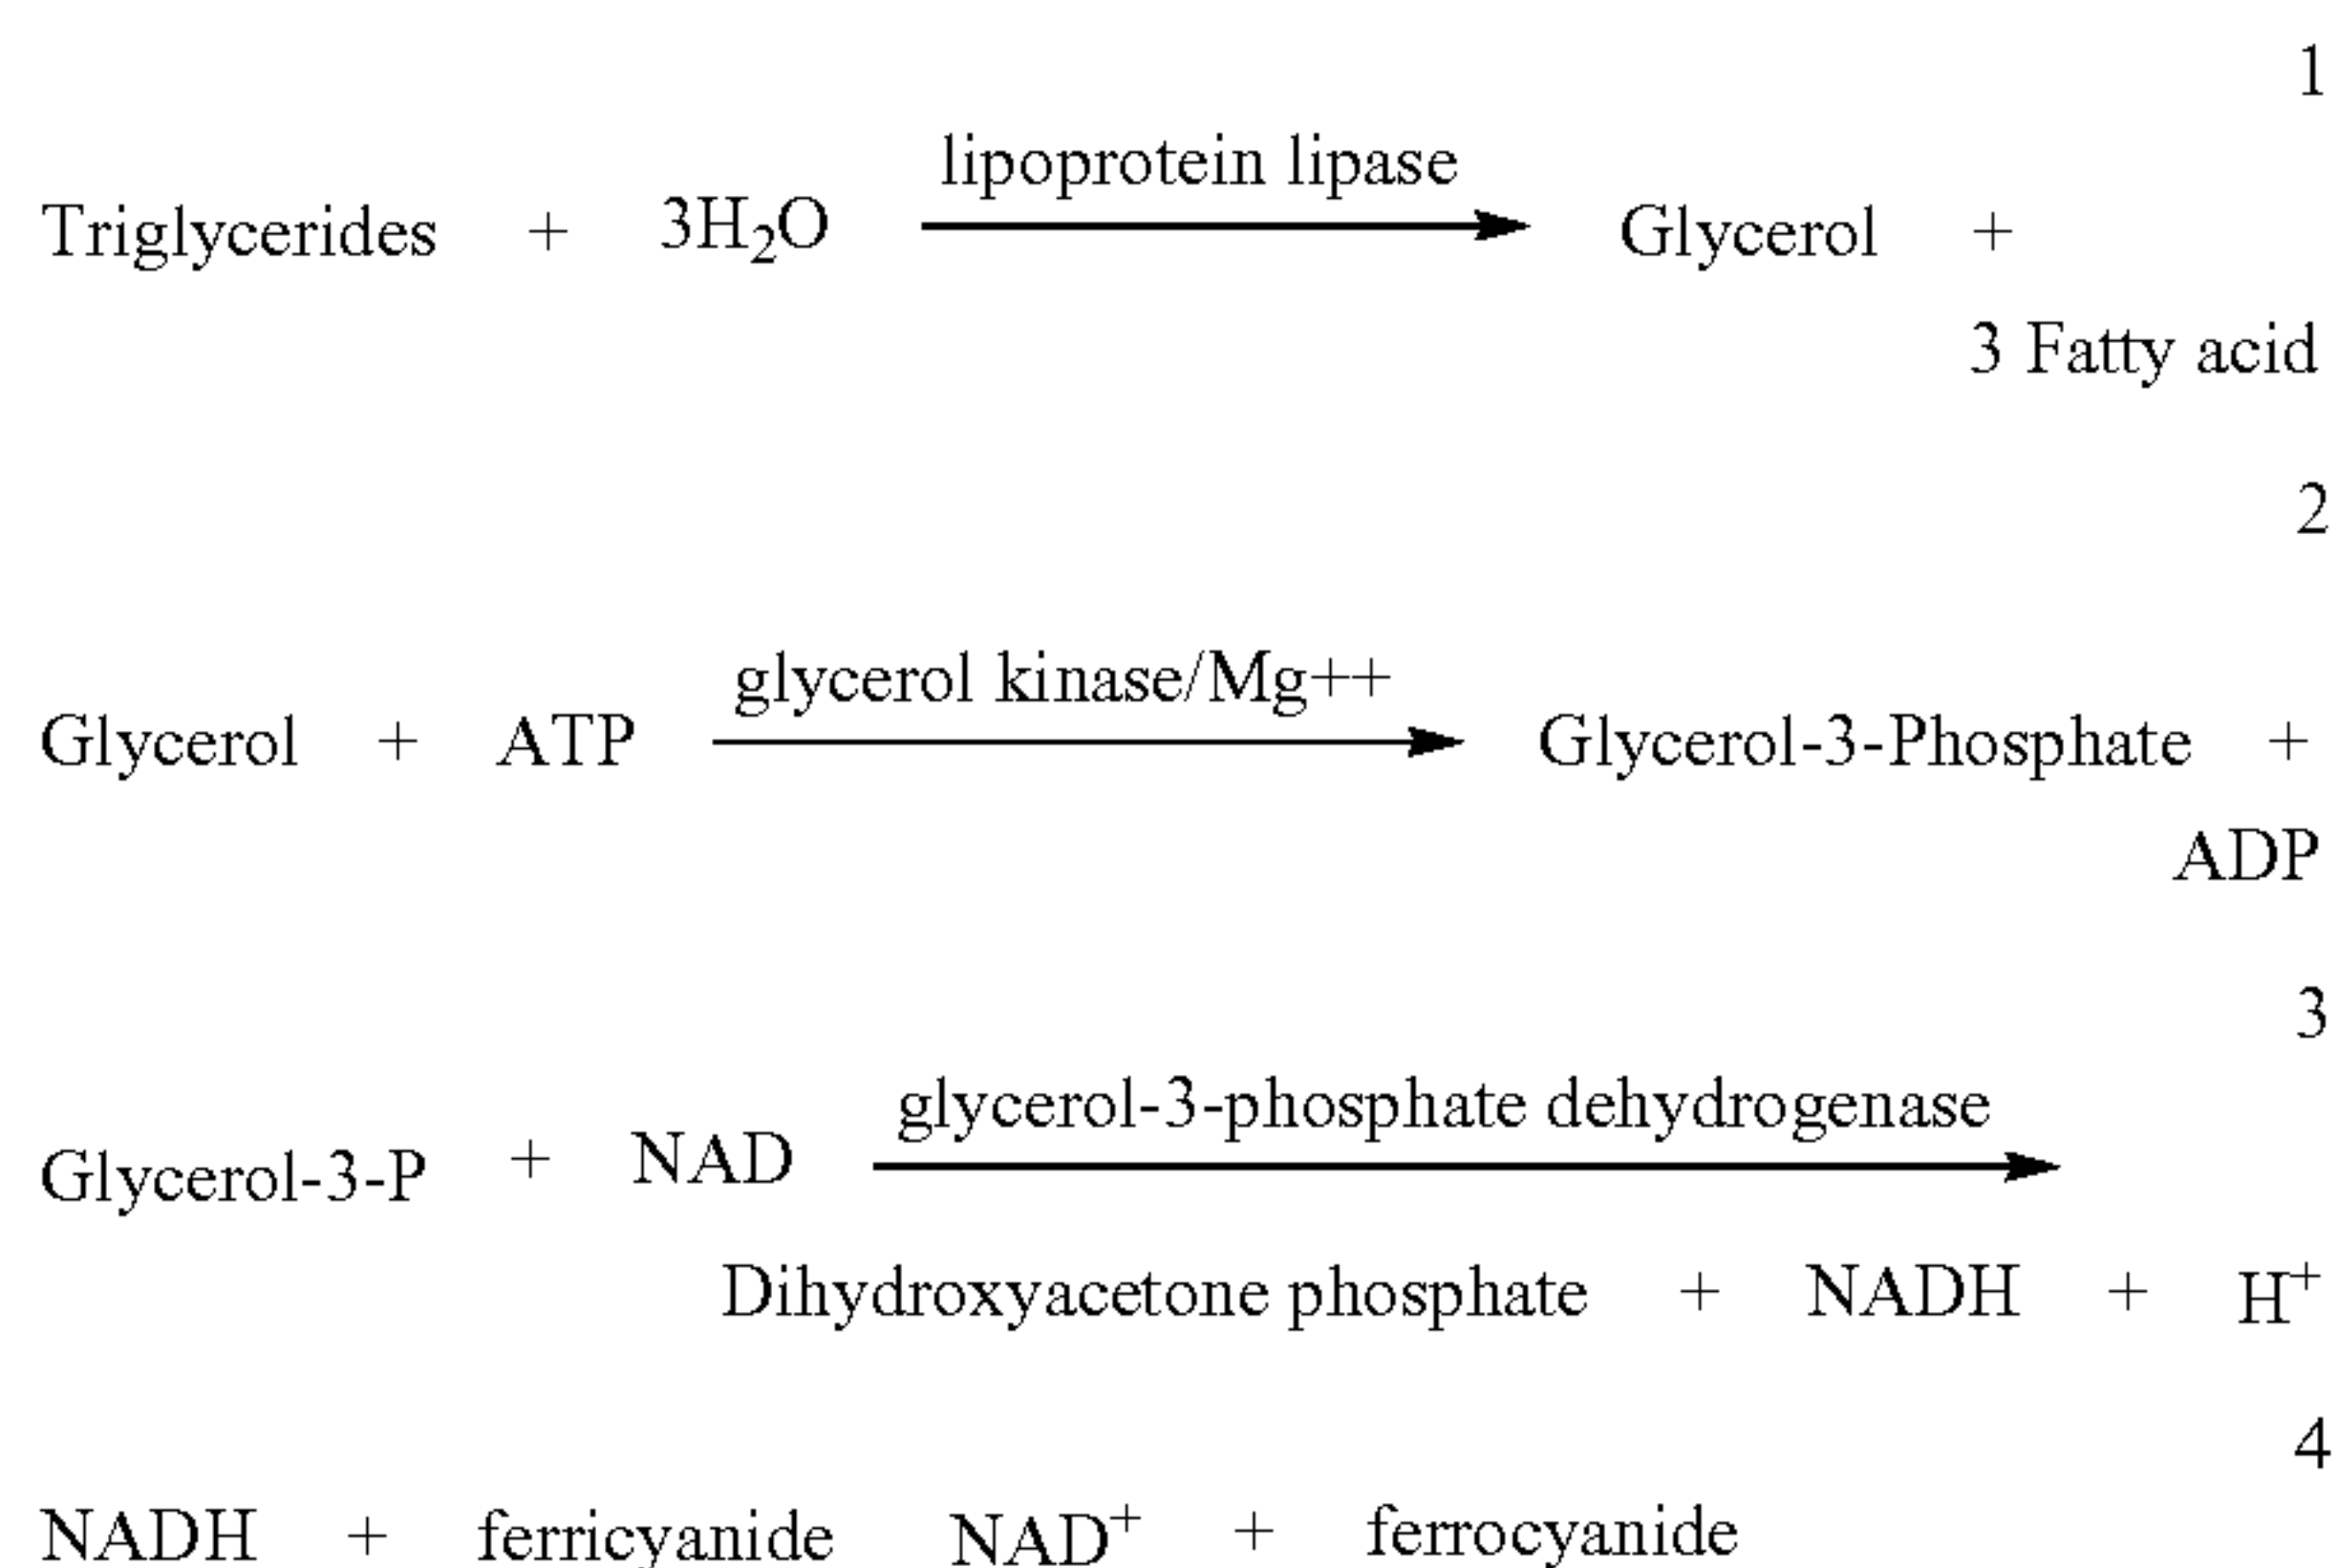 1
lipoprotein lipase
Triglycerides + 3H₂O Glycerol +
3 Fatty acid
2
glycerol kinase/Mg++
Glycerol + ATP Glycerol-3-Phosphate +
ADP
3
glycerol-3-phosphate dehydrogenase
Glycerol-3-P + NAD
Dihydroxyacetone phosphate + NADH + H⁺
4
NADH + ferricyanide NAD⁺ + ferrocyanide